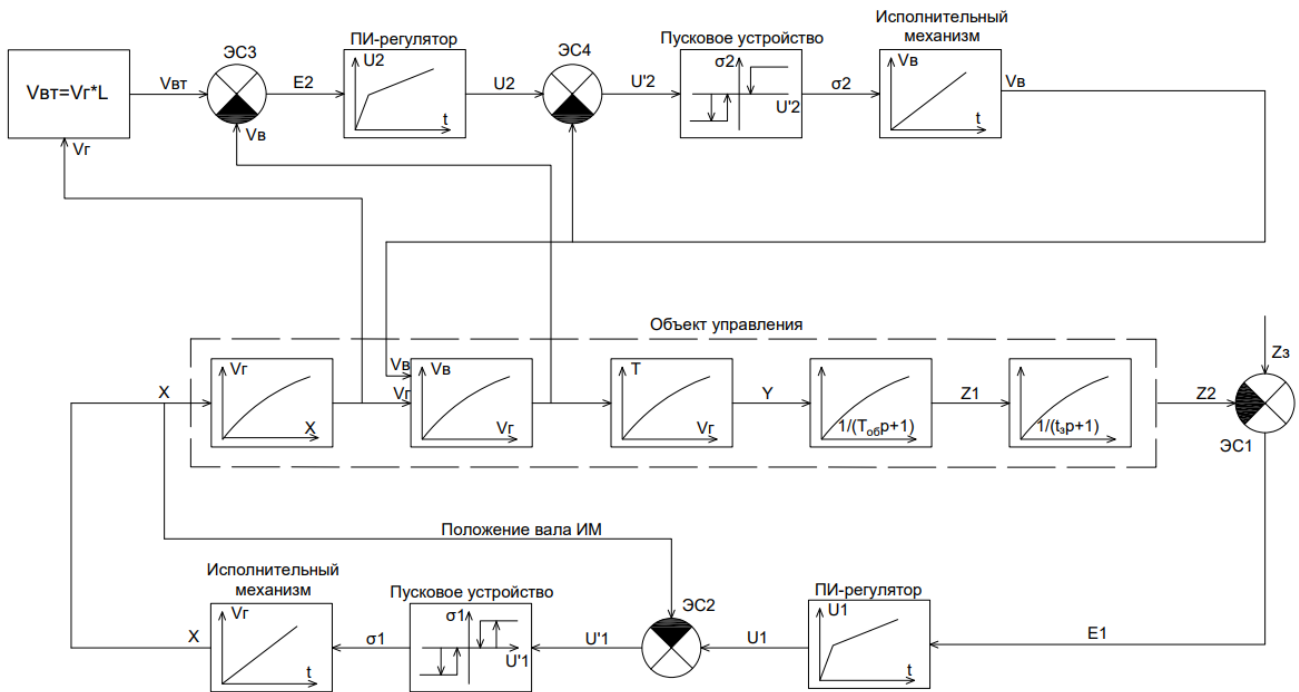 ЭС3
ПИ-регулятор
ЭС4
Пусковое устройство
Исполнительный
механизм
Vвт=Vг*L
Vвт
E2
U2
t
U2
U'2
σ2
U'2
σ2
Vв
t
Vв
Vг
Vв
Объект управления
X
Vг
X
Vв
Vг
Vв
Vг
T
Vг
Y
1/(Tобp+1)
Z1
1/(tзp+1)
Z2
Zз
ЭС1
Положение вала ИМ
Исполнительный
механизм
Пусковое устройство
ЭС2
ПИ-регулятор
X
Vг
t
σ1
σ1
U'1
U'1
U1
U1
t
E1